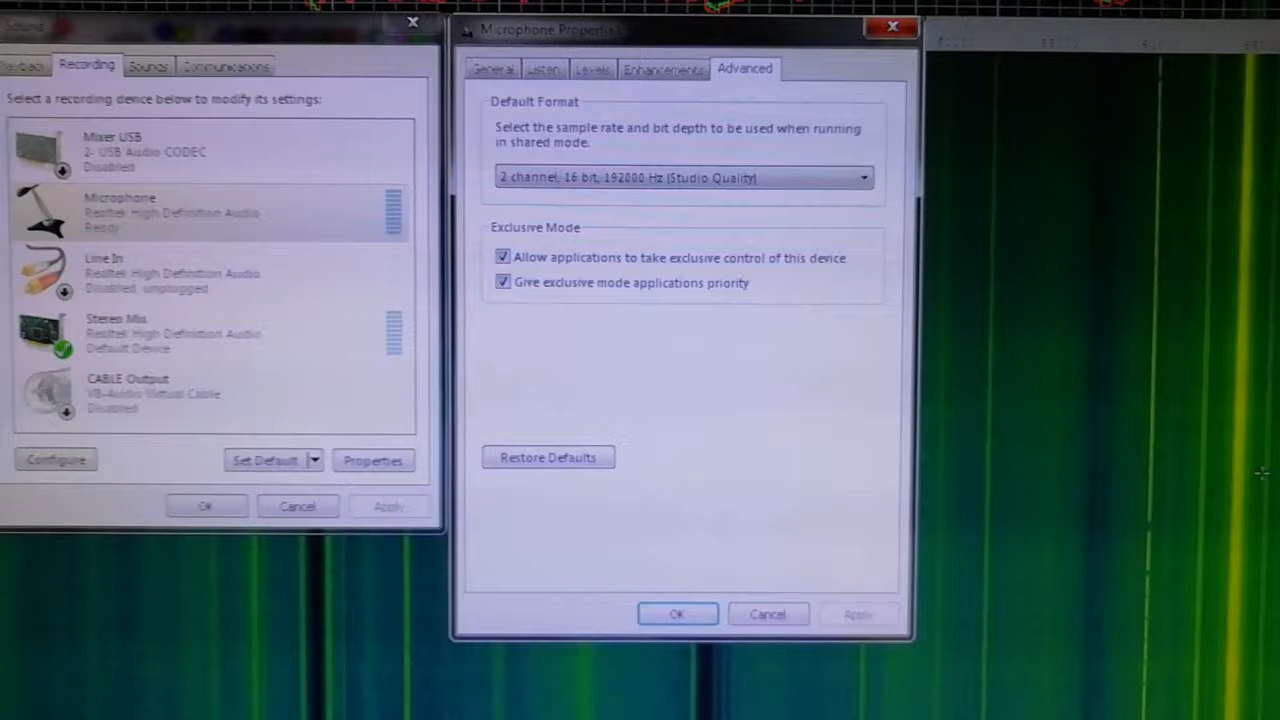 Sound
Playback Recording Sounds Communications
Select a recording device below to modify its settings:
Mixer USB
2- USB Audio CODEC
Disabled
Microphone
Realtek High Definition Audio
Ready
Line In
Realtek High Definition Audio
Disabled, unplugged
Stereo Mix
Realtek High Definition Audio
Default Device
CABLE Output
VB-Audio Virtual Cable
Disabled
Configure Set Default Properties
OK Cancel Apply
Microphone Properties
General Listen Levels Enhancements Advanced
Default Format
Select the sample rate and bit depth to be used when running
in shared mode.
2 channel, 16 bit, 192000 Hz (Studio Quality)
Exclusive Mode
Allow applications to take exclusive control of this device
Give exclusive mode applications priority
Restore Defaults
OK Cancel Apply